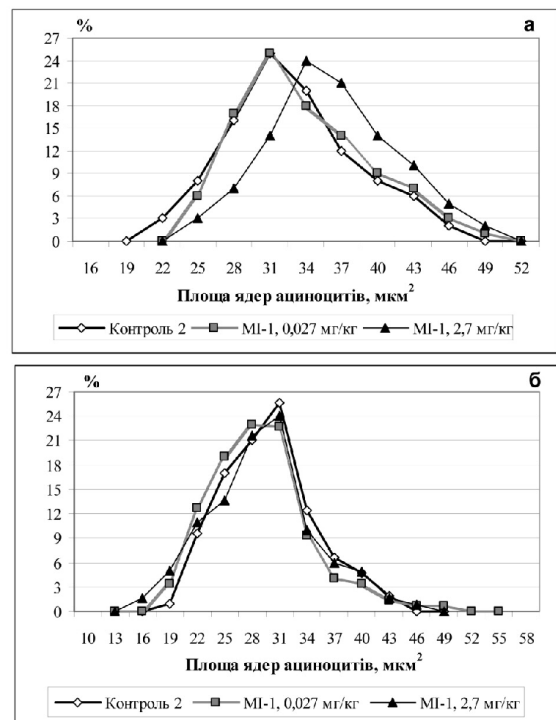 % а
27
24
21
18
15
12
9
6
3
0
16 19 22 25 28 31 34 37 40 43 46 49 52
Площа ядер ациноцитів, мкм²
Контроль 2 МІ-1, 0,027 мг/кг МІ-1, 2,7 мг/кг
% б
27
24
21
18
15
12
9
6
3
0
10 13 16 19 22 25 28 31 34 37 40 43 46 49 52 55 58
Площа ядер ациноцитів, мкм²
Контроль 2 МІ-1, 0,027 мг/кг МІ-1, 2,7 мг/кг